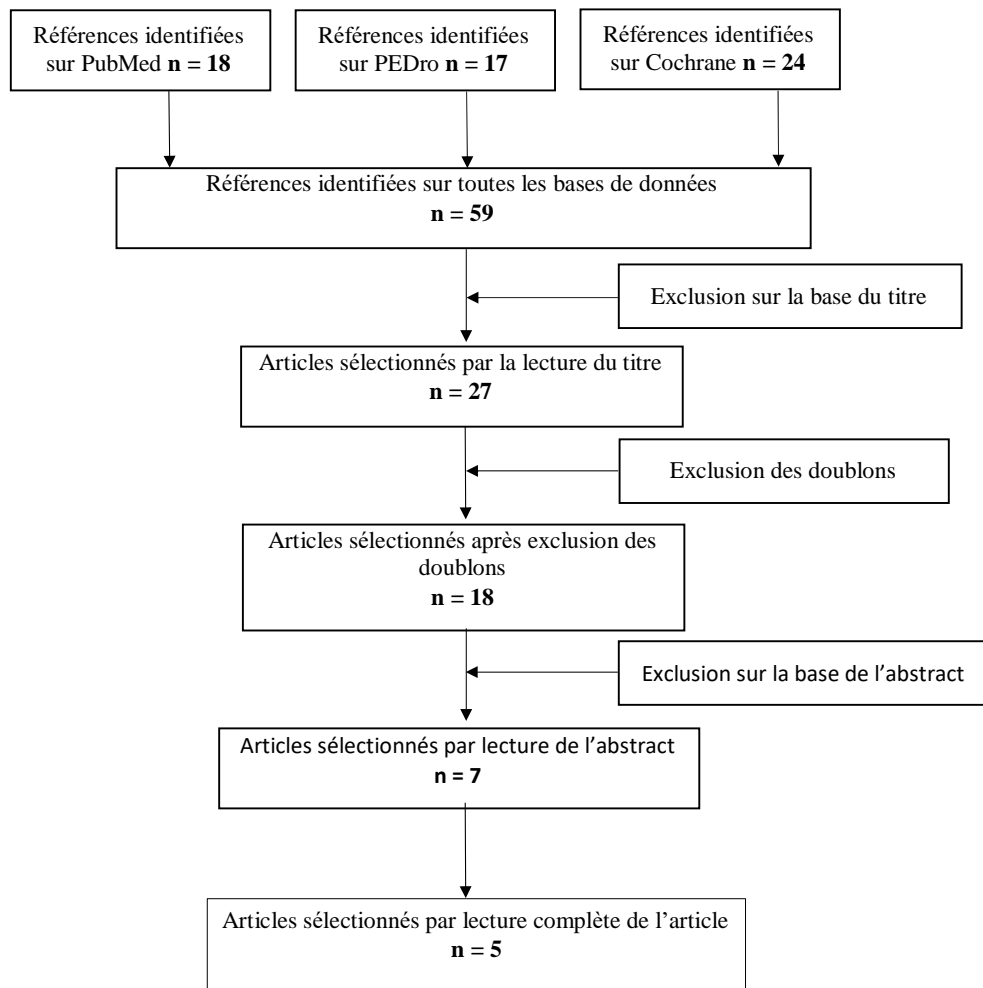 Références identifiées
sur PubMed n = 18
Références identifiées
sur PEDro n = 17
Références identifiées
sur Cochrane n = 24
Références identifiées sur toutes les bases de données
n = 59
Exclusion sur la base du titre
Articles sélectionnés par la lecture du titre
n = 27
Exclusion des doublons
Articles sélectionnés après exclusion des
doublons
n = 18
Exclusion sur la base de l’abstract
Articles sélectionnés par lecture de l’abstract
n = 7
Articles sélectionnés par lecture complète de l’article
n = 5